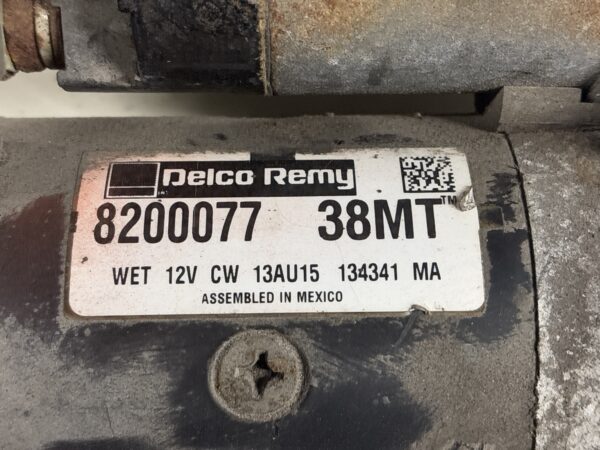 Delco Remy
8200077 38MT™
WET 12V CW 13AU15 134341 MA
ASSEMBLED IN MEXICO